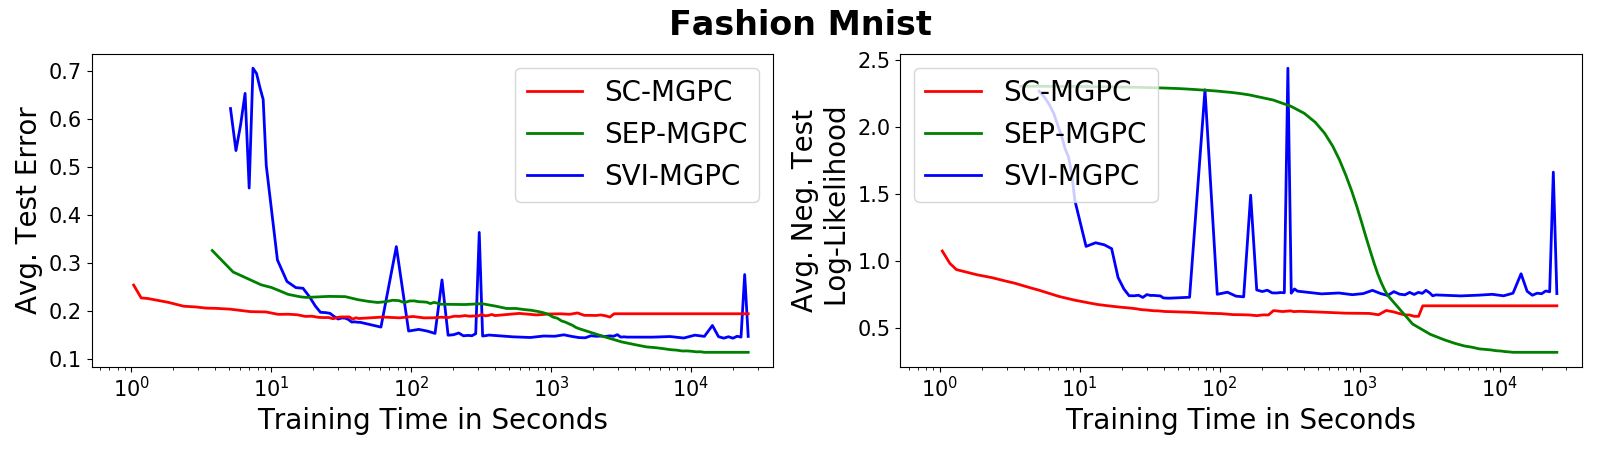 Fashion Mnist
Avg. Test Error
0.7
0.6
0.5
0.4
0.3
0.2
0.1
SC-MGPC
SEP-MGPC
SVI-MGPC
10^0
10^1
10^2
10^3
10^4
Training Time in Seconds
Avg. Neg. Test
Log-Likelihood
2.5
2.0
1.5
1.0
0.5
SC-MGPC
SEP-MGPC
SVI-MGPC
10^0
10^1
10^2
10^3
10^4
Training Time in Seconds